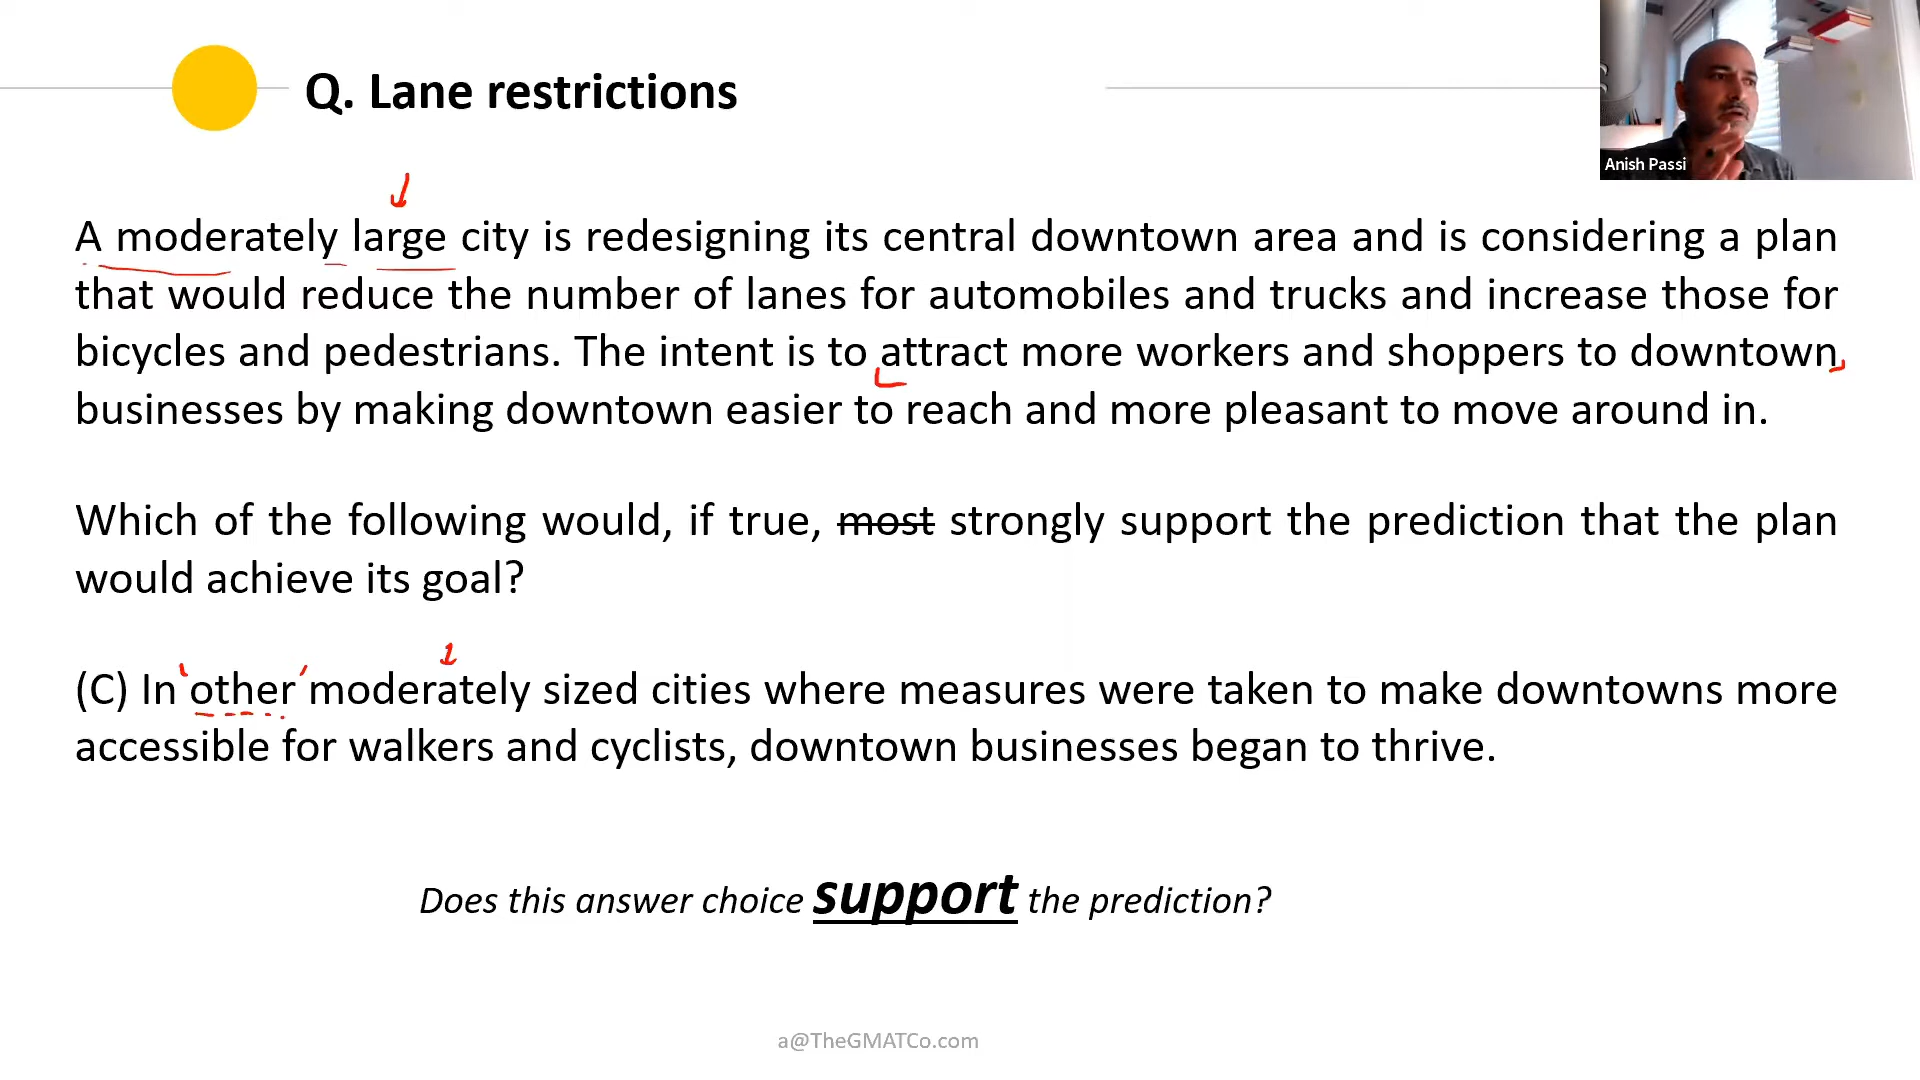 Q. Lane restrictions
Anish Passi
A moderately large city is redesigning its central downtown area and is considering a plan
that would reduce the number of lanes for automobiles and trucks and increase those for
bicycles and pedestrians. The intent is to attract more workers and shoppers to downtown
businesses by making downtown easier to reach and more pleasant to move around in.
Which of the following would, if true, most strongly support the prediction that the plan
would achieve its goal?
(C) In 'other' moderately sized cities where measures were taken to make downtowns more
accessible for walkers and cyclists, downtown businesses began to thrive.
Does this answer choice support the prediction?
a@TheGMATCo.com